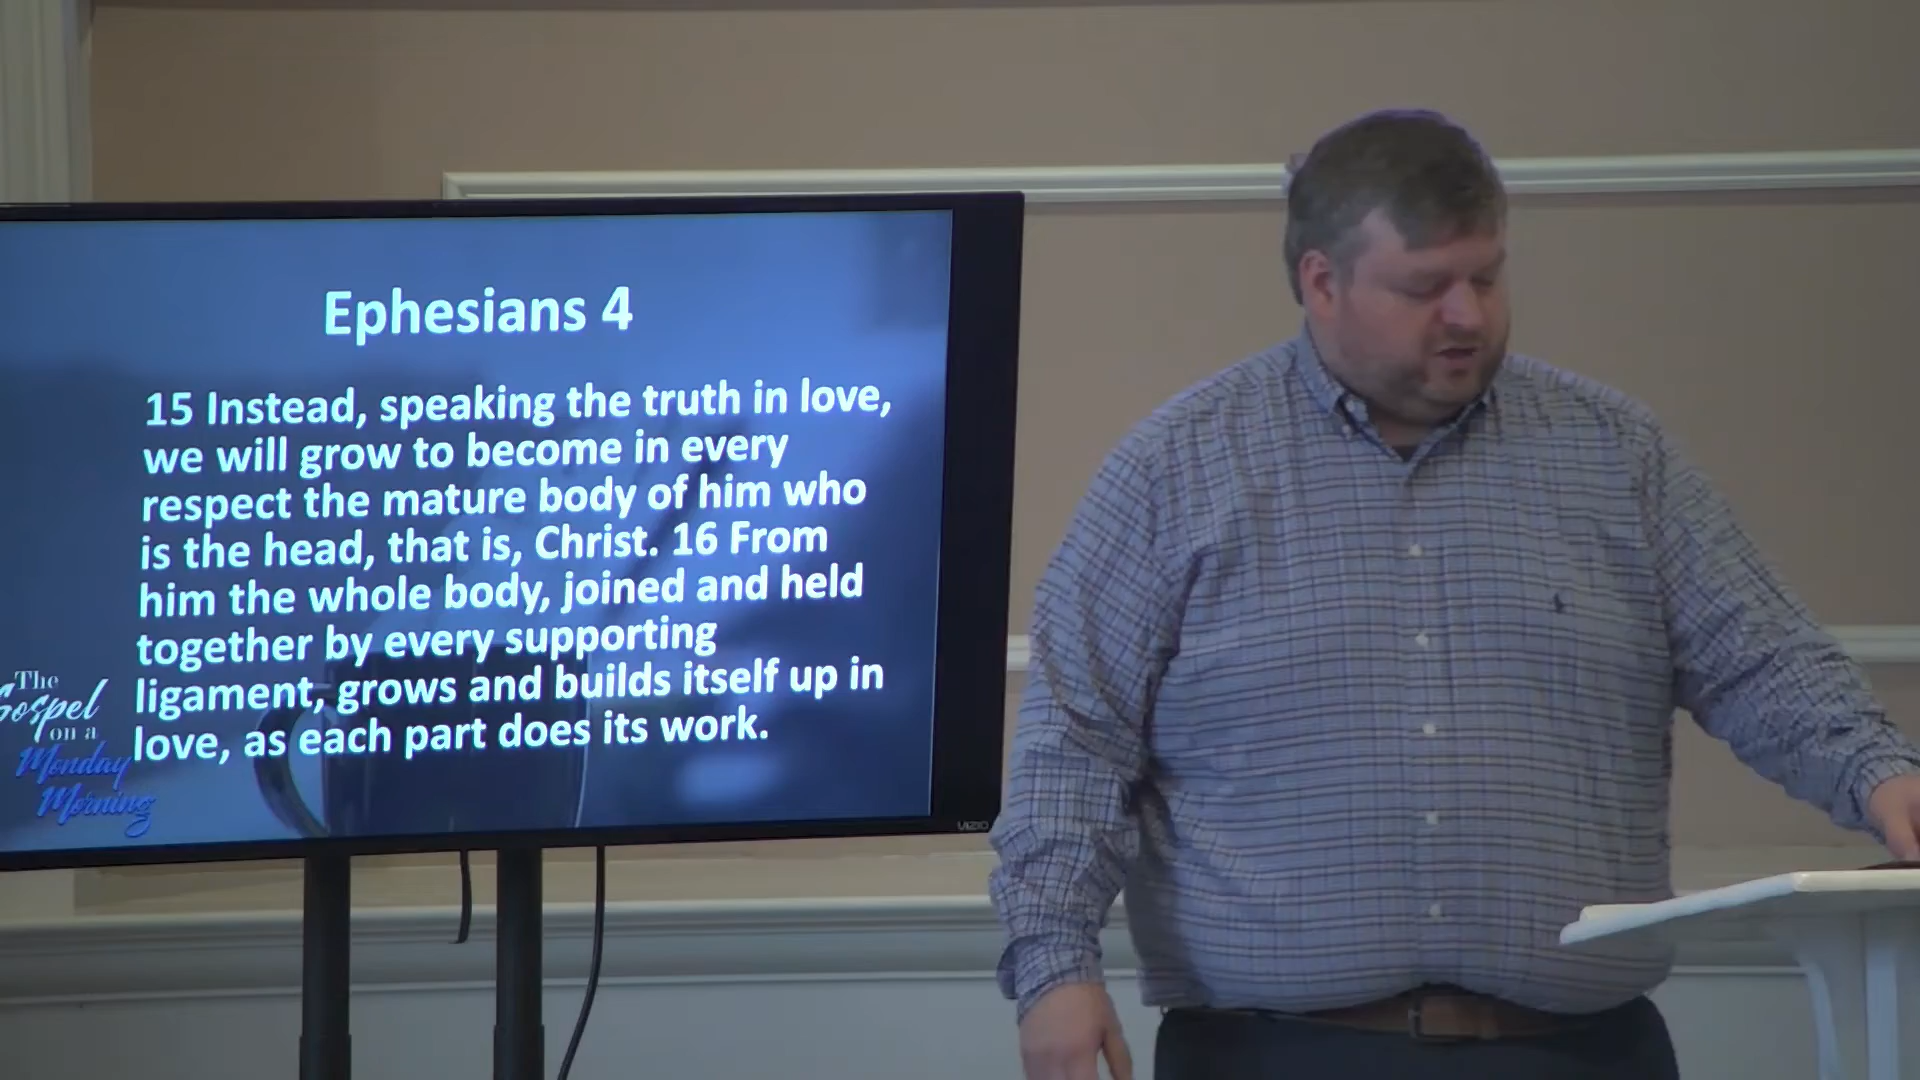 Ephesians 4
15 Instead, speaking the truth in love,
we will grow to become in every
respect the mature body of him who
is the head, that is, Christ. 16 From
him the whole body, joined and held
together by every supporting
ligament, grows and builds itself up in
love, as each part does its work.
The
Gospel
on a
Monday
Morning
VIZIO